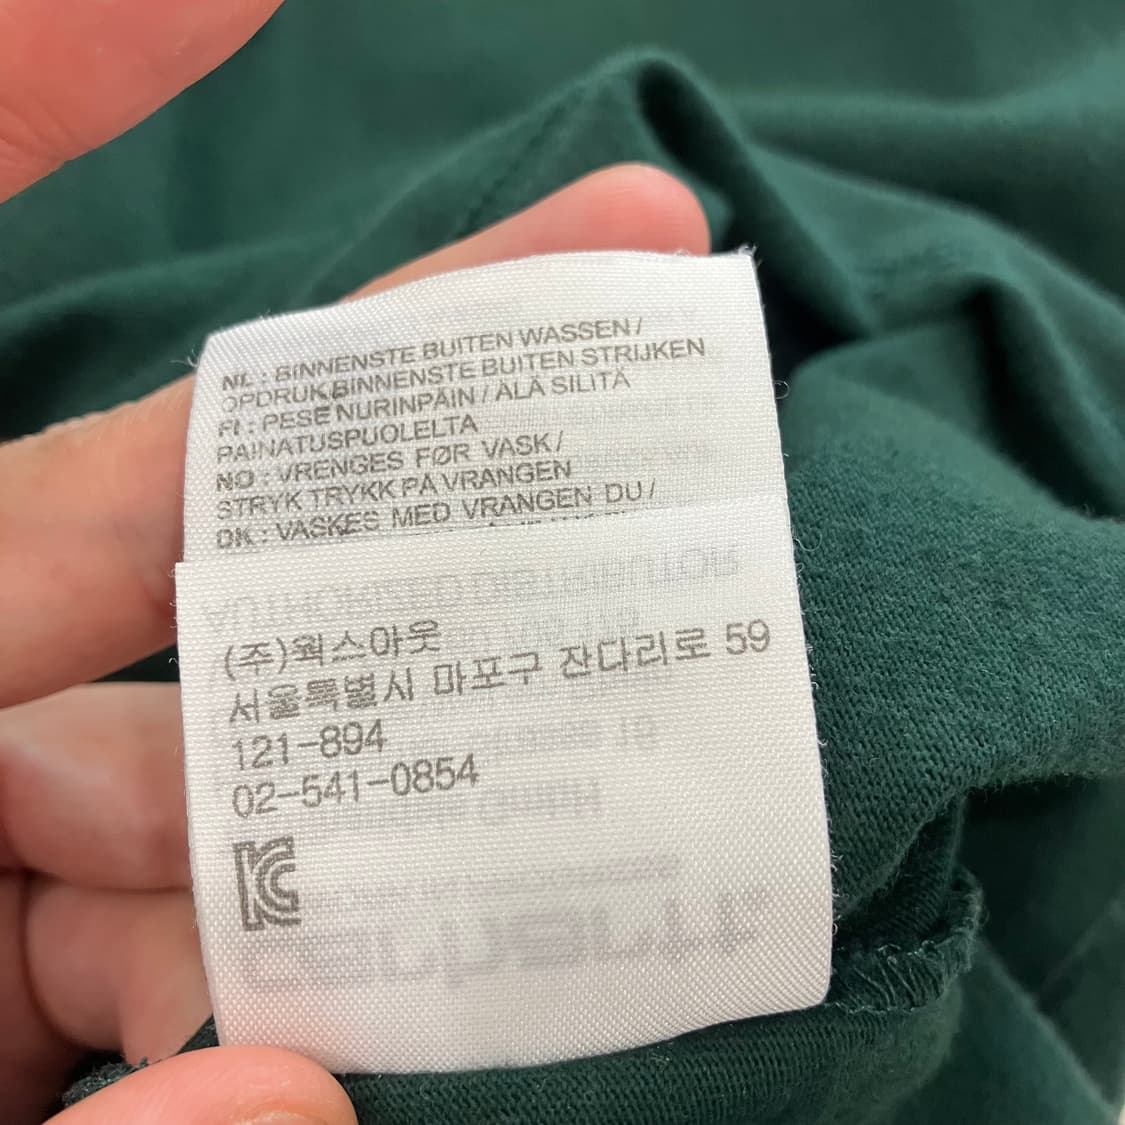 NL : BINNENSTE BUITEN WASSEN /
OPDRUK BINNENSTE BUITEN STRIJKEN
FI : PESE NURINPÄIN / ÄLÄ SILITÄ
PAINATUSPUOLELTA
NO : VRENGES FØR VASK /
STRYK TRYKK PÅ VRANGEN
DK : VASKES MED VRANGEN DU /
(주)웍스아웃
서울특별시 마포구 잔다리로 59
121-894
02-541-0854
KC